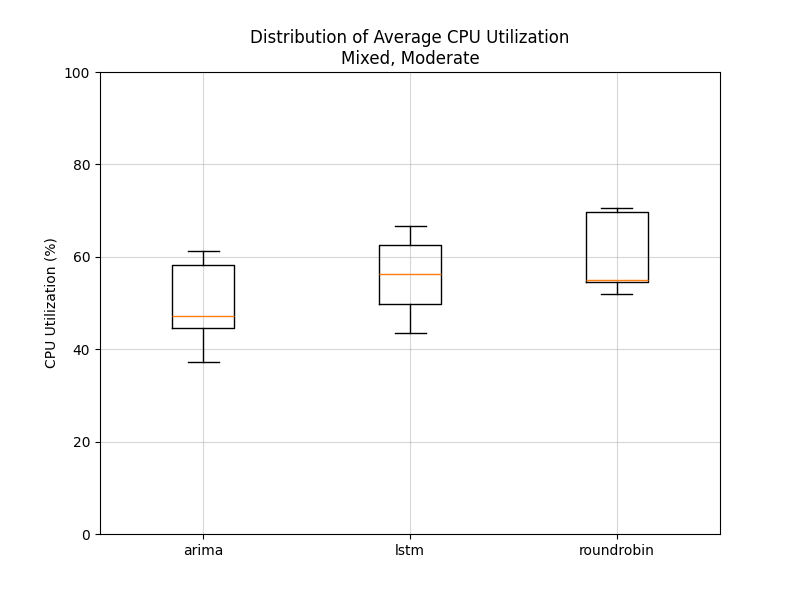 Distribution of Average CPU Utilization
Mixed, Moderate
CPU Utilization (%)
100
80
60
40
20
0
arima
lstm
roundrobin